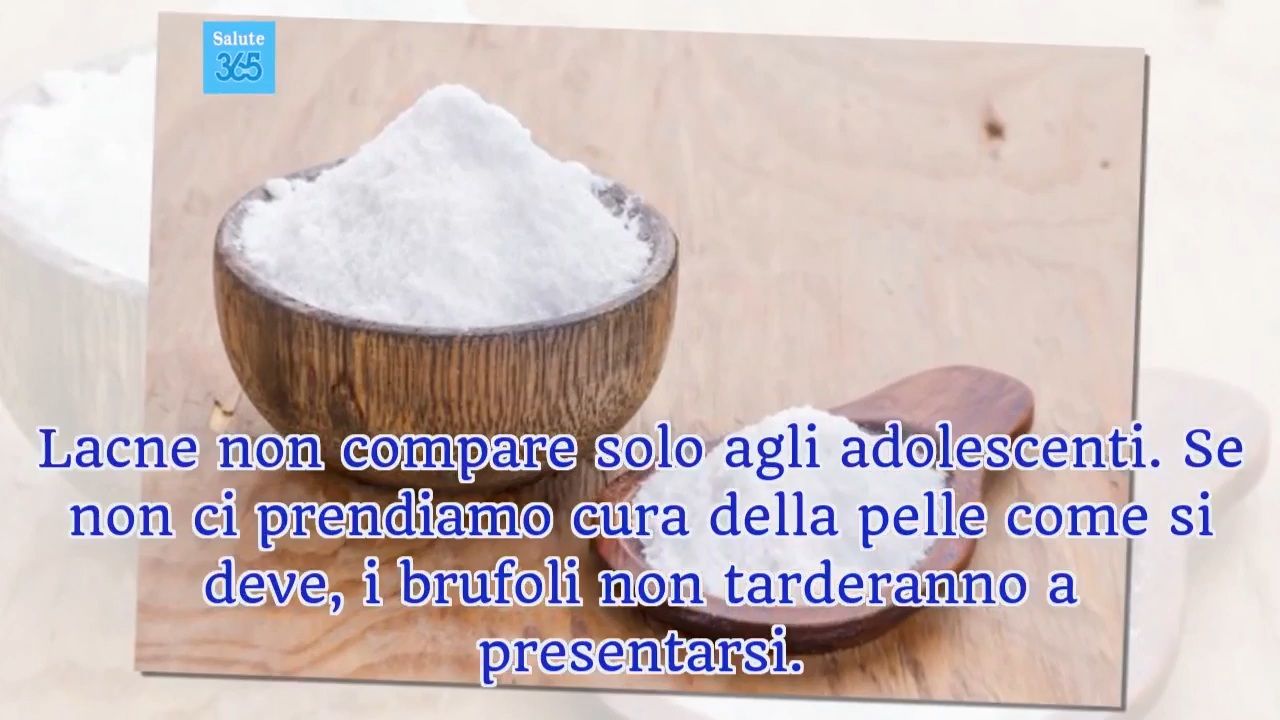 Salute
365
Lacne non compare solo agli adolescenti. Se
non ci prendiamo cura della pelle come si
deve, i brufoli non tarderanno a
presentarsi.